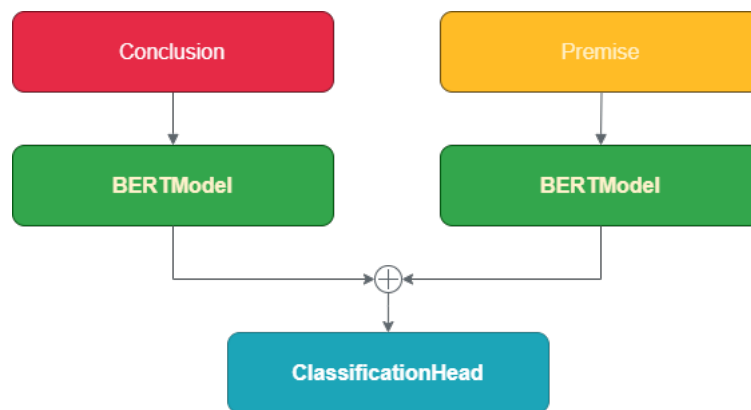 Conclusion
Premise
BERTModel
BERTModel
ClassificationHead